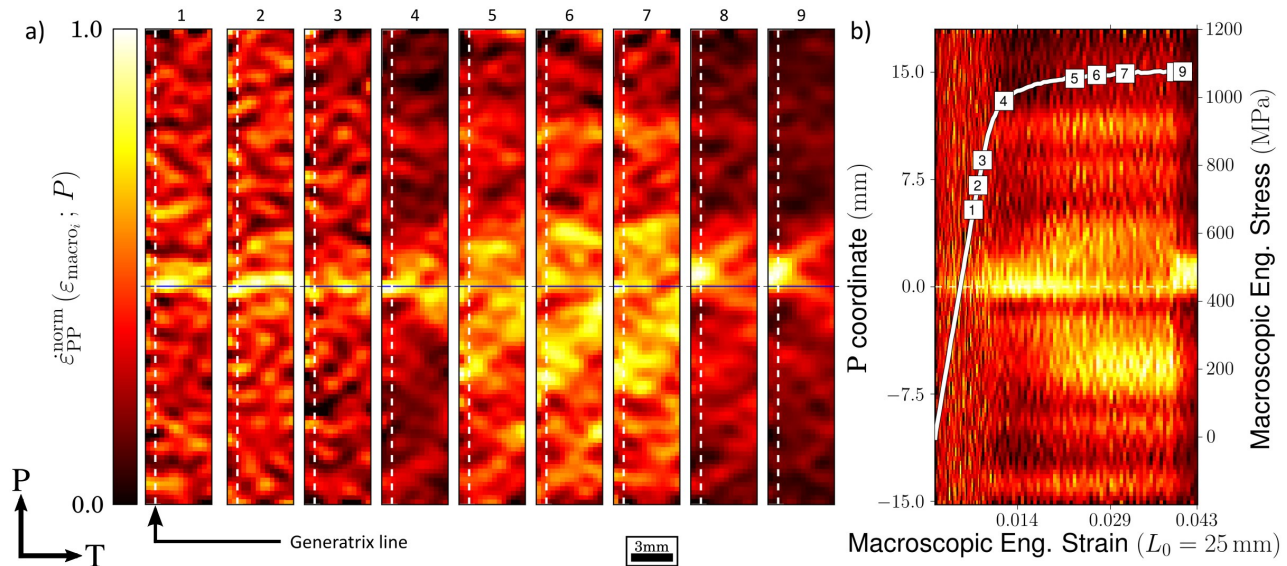 a)
1 2 3 4 5 6 7 8 9
1.0
0.0
ε̇ᴾᴾ^norm (ε_macro_i ; P)
P
T
Generatrix line
3mm
b)
P coordinate (mm)
15.0
7.5
0.0
−7.5
−15.0
1
2
3
4
5
6
7
9
1200
1000
800
600
400
200
0
Macroscopic Eng. Stress (MPa)
0.014 0.029 0.043
Macroscopic Eng. Strain (L₀ = 25 mm)